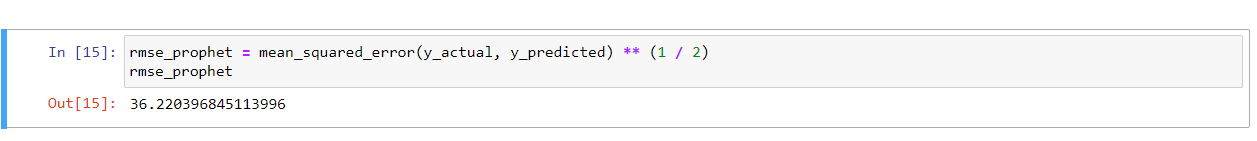 In [15]: rmse_prophet = mean_squared_error(y_actual, y_predicted) ** (1 / 2)
rmse_prophet
Out[15]: 36.220396845113996